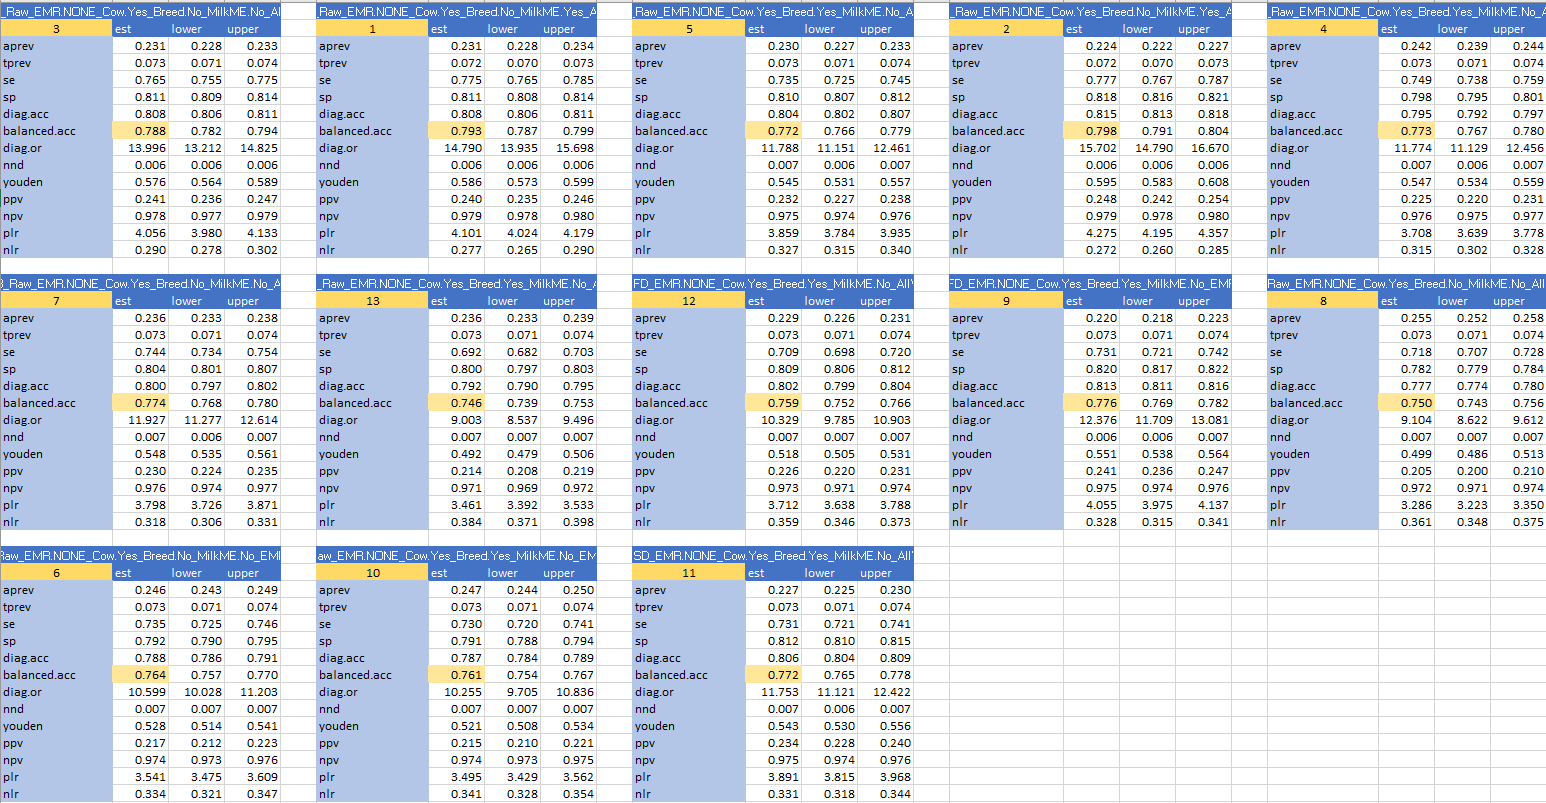 _Raw_EMR.NONE_Cow.Yes_Breed.No_MilkME.No_Al _Raw_EMR.NONE_Cow.Yes_Breed.No_MilkME.Yes_A _Raw_EMR.NONE_Cow.Yes_Breed.Yes_MilkME.No_A _Raw_EMR.NONE_Cow.Yes_Breed.No_MilkME.Yes_A _Raw_EMR.NONE_Cow.Yes_Breed.Yes_MilkME.No_A
3 est lower upper 1 est lower upper 5 est lower upper 2 est lower upper 4 est lower upper
aprev 0.231 0.228 0.233 aprev 0.231 0.228 0.234 aprev 0.230 0.227 0.233 aprev 0.224 0.222 0.227 aprev 0.242 0.239 0.244
tprev 0.073 0.071 0.074 tprev 0.072 0.070 0.073 tprev 0.073 0.071 0.074 tprev 0.072 0.070 0.073 tprev 0.073 0.071 0.074
se 0.765 0.755 0.775 se 0.775 0.765 0.785 se 0.735 0.725 0.745 se 0.777 0.767 0.787 se 0.749 0.738 0.759
sp 0.811 0.809 0.814 sp 0.811 0.808 0.814 sp 0.810 0.807 0.812 sp 0.818 0.816 0.821 sp 0.798 0.795 0.801
diag.acc 0.808 0.806 0.811 diag.acc 0.808 0.806 0.811 diag.acc 0.804 0.802 0.807 diag.acc 0.815 0.813 0.818 diag.acc 0.795 0.792 0.797
balanced.acc 0.788 0.782 0.794 balanced.acc 0.793 0.787 0.799 balanced.acc 0.772 0.766 0.779 balanced.acc 0.798 0.791 0.804 balanced.acc 0.773 0.767 0.780
diag.or 13.996 13.212 14.825 diag.or 14.790 13.935 15.698 diag.or 11.788 11.151 12.461 diag.or 15.702 14.790 16.670 diag.or 11.774 11.129 12.456
nnd 0.006 0.006 0.006 nnd 0.006 0.006 0.006 nnd 0.007 0.006 0.007 nnd 0.006 0.006 0.006 nnd 0.007 0.006 0.007
youden 0.576 0.564 0.589 youden 0.586 0.573 0.599 youden 0.545 0.531 0.557 youden 0.595 0.583 0.608 youden 0.547 0.534 0.559
ppv 0.241 0.236 0.247 ppv 0.240 0.235 0.246 ppv 0.232 0.227 0.238 ppv 0.248 0.242 0.254 ppv 0.225 0.220 0.231
npv 0.978 0.977 0.979 npv 0.979 0.978 0.980 npv 0.975 0.974 0.976 npv 0.979 0.978 0.980 npv 0.976 0.975 0.977
plr 4.056 3.980 4.133 plr 4.101 4.024 4.179 plr 3.859 3.784 3.935 plr 4.275 4.195 4.357 plr 3.708 3.639 3.778
nlr 0.290 0.278 0.302 nlr 0.277 0.265 0.290 nlr 0.327 0.315 0.340 nlr 0.272 0.260 0.285 nlr 0.315 0.302 0.328
_Raw_EMR.NONE_Cow.Yes_Breed.No_MilkME.No_A _Raw_EMR.NONE_Cow.Yes_Breed.Yes_MilkME.No_A FD_EMR.NONE_Cow.Yes_Breed.Yes_MilkME.No_All' FD_EMR.NONE_Cow.Yes_Breed.Yes_MilkME.No_EMF Raw_EMR.NONE_Cow.Yes_Breed.No_MilkME.No_All
7 est lower upper 13 est lower upper 12 est lower upper 9 est lower upper 8 est lower upper
aprev 0.236 0.233 0.238 aprev 0.236 0.233 0.239 aprev 0.229 0.226 0.231 aprev 0.220 0.218 0.223 aprev 0.255 0.252 0.258
tprev 0.073 0.071 0.074 tprev 0.073 0.071 0.074 tprev 0.073 0.071 0.074 tprev 0.073 0.071 0.074 tprev 0.073 0.071 0.074
se 0.744 0.734 0.754 se 0.692 0.682 0.703 se 0.709 0.698 0.720 se 0.731 0.721 0.742 se 0.718 0.707 0.728
sp 0.804 0.801 0.807 sp 0.800 0.797 0.803 sp 0.809 0.806 0.812 sp 0.820 0.817 0.822 sp 0.782 0.779 0.784
diag.acc 0.800 0.797 0.802 diag.acc 0.792 0.790 0.795 diag.acc 0.802 0.799 0.804 diag.acc 0.813 0.811 0.816 diag.acc 0.777 0.774 0.780
balanced.acc 0.774 0.768 0.780 balanced.acc 0.746 0.739 0.753 balanced.acc 0.759 0.752 0.766 balanced.acc 0.776 0.769 0.782 balanced.acc 0.750 0.743 0.756
diag.or 11.927 11.277 12.614 diag.or 9.003 8.537 9.496 diag.or 10.329 9.785 10.903 diag.or 12.376 11.709 13.081 diag.or 9.104 8.622 9.612
nnd 0.007 0.006 0.007 nnd 0.007 0.007 0.007 nnd 0.007 0.007 0.007 nnd 0.006 0.006 0.007 nnd 0.007 0.007 0.007
youden 0.548 0.535 0.561 youden 0.492 0.479 0.506 youden 0.518 0.505 0.531 youden 0.551 0.538 0.564 youden 0.499 0.486 0.513
ppv 0.230 0.224 0.235 ppv 0.214 0.208 0.219 ppv 0.226 0.220 0.231 ppv 0.241 0.236 0.247 ppv 0.205 0.200 0.210
npv 0.976 0.974 0.977 npv 0.971 0.969 0.972 npv 0.973 0.971 0.974 npv 0.975 0.974 0.976 npv 0.972 0.971 0.974
plr 3.798 3.726 3.871 plr 3.461 3.392 3.533 plr 3.712 3.638 3.788 plr 4.055 3.975 4.137 plr 3.286 3.223 3.350
nlr 0.318 0.306 0.331 nlr 0.384 0.371 0.398 nlr 0.359 0.346 0.373 nlr 0.328 0.315 0.341 nlr 0.361 0.348 0.375
Raw_EMR.NONE_Cow.Yes_Breed.No_MilkME.No_EMI aw_EMR.NONE_Cow.Yes_Breed.Yes_MilkME.No_EM SD_EMR.NONE_Cow.Yes_Breed.Yes_MilkME.No_All'
6 est lower upper 10 est lower upper 11 est lower upper
aprev 0.246 0.243 0.249 aprev 0.247 0.244 0.250 aprev 0.227 0.225 0.230
tprev 0.073 0.071 0.074 tprev 0.073 0.071 0.074 tprev 0.073 0.071 0.074
se 0.735 0.725 0.746 se 0.730 0.720 0.741 se 0.731 0.721 0.741
sp 0.792 0.790 0.795 sp 0.791 0.788 0.794 sp 0.812 0.810 0.815
diag.acc 0.788 0.786 0.791 diag.acc 0.787 0.784 0.789 diag.acc 0.806 0.804 0.809
balanced.acc 0.764 0.757 0.770 balanced.acc 0.761 0.754 0.767 balanced.acc 0.772 0.765 0.778
diag.or 10.599 10.028 11.203 diag.or 10.255 9.705 10.836 diag.or 11.753 11.121 12.422
nnd 0.007 0.007 0.007 nnd 0.007 0.007 0.007 nnd 0.007 0.006 0.007
youden 0.528 0.514 0.541 youden 0.521 0.508 0.534 youden 0.543 0.530 0.556
ppv 0.217 0.212 0.223 ppv 0.215 0.210 0.221 ppv 0.234 0.228 0.240
npv 0.974 0.973 0.976 npv 0.974 0.973 0.975 npv 0.975 0.974 0.976
plr 3.541 3.475 3.609 plr 3.495 3.429 3.562 plr 3.891 3.815 3.968
nlr 0.334 0.321 0.347 nlr 0.341 0.328 0.354 nlr 0.331 0.318 0.344